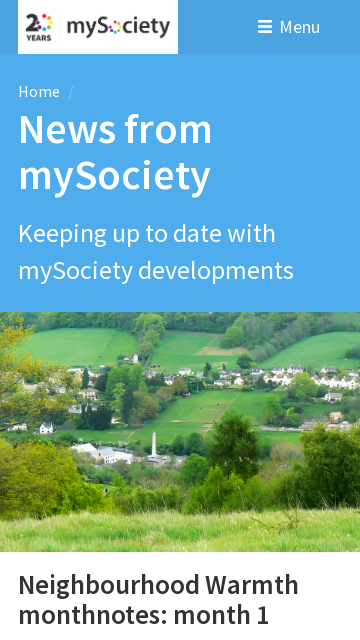 20 YEARS mySociety
Menu
Home /
News from
mySociety
Keeping up to date with
mySociety developments
Neighbourhood Warmth
monthnotes: month 1